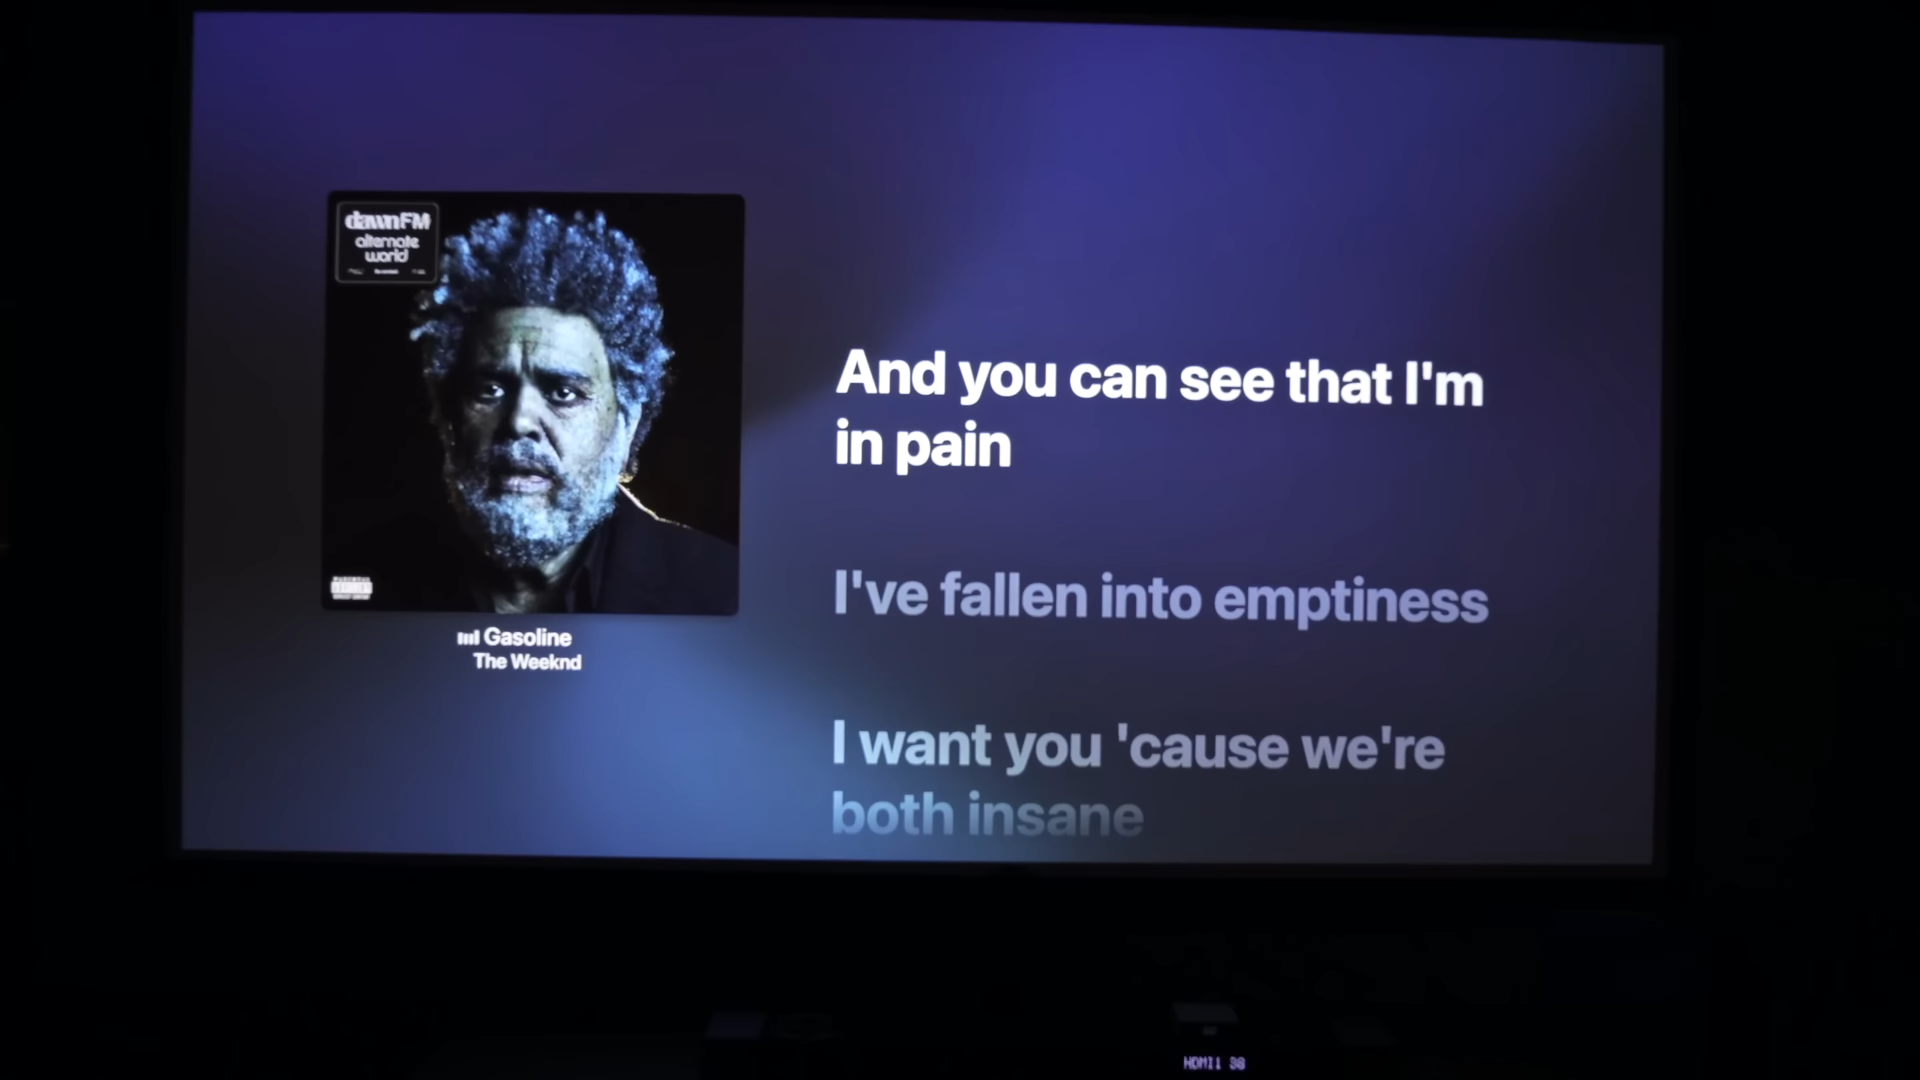 dawnFM
alternate
world
Gasoline
The Weeknd
And you can see that I'm
in pain
I've fallen into emptiness
I want you 'cause we're
both insane
HDMI1 38